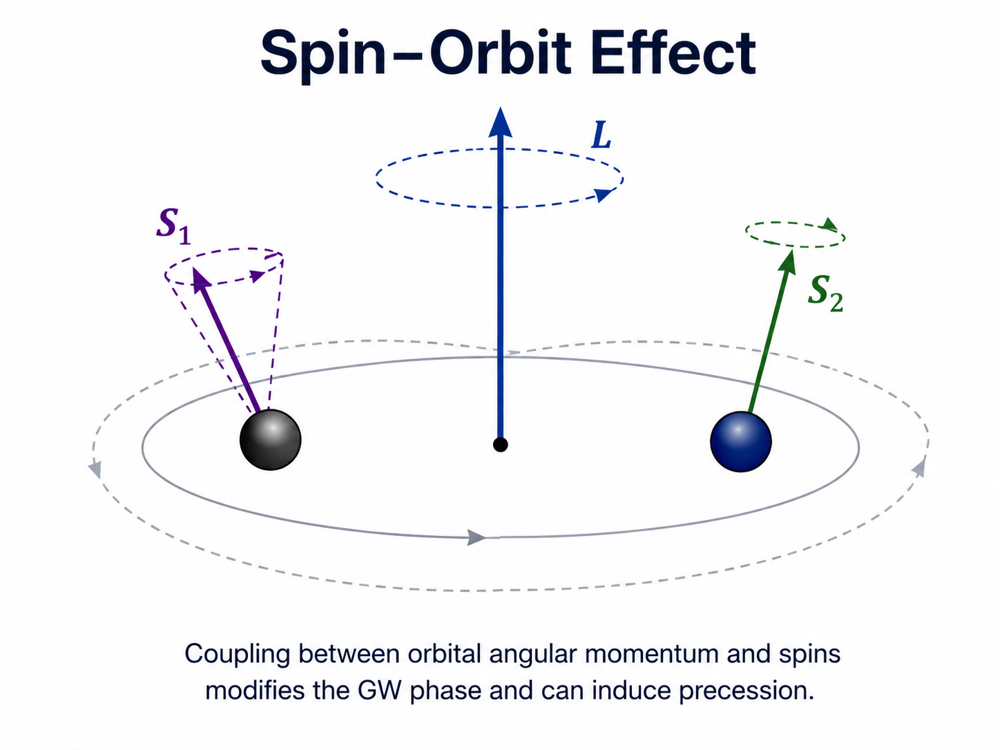 Spin–Orbit Effect
L
S₁
S₂
Coupling between orbital angular momentum and spins
modifies the GW phase and can induce precession.